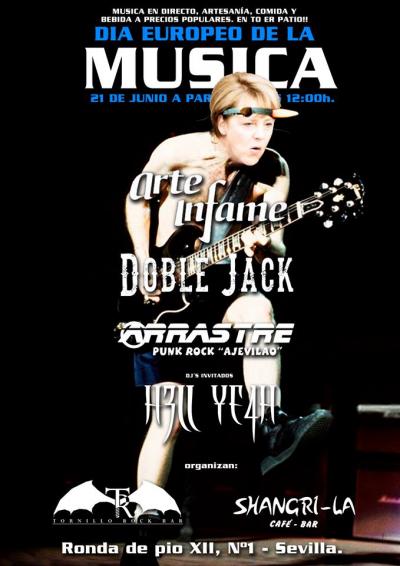 MUSICA EN DIRECTO, ARTESANÍA, COMIDA Y
BEBIDA A PRECIOS POPULARES. EN TO ER PATIO!!
DIA EUROPEO DE LA
MUSICA
21 DE JUNIO A PAR 12:00h.
Arte
Infame
DOBLE JACK
ARRASTRE
PUNK ROCK "AJEVILAO"
DJ'S INVITADOS
H3LL YE4H
organizan:
TR
TORNILLO ROCK BAR
SHANGRI-LA
CAFÉ - BAR
Ronda de pio XII, Nº1 - Sevilla.